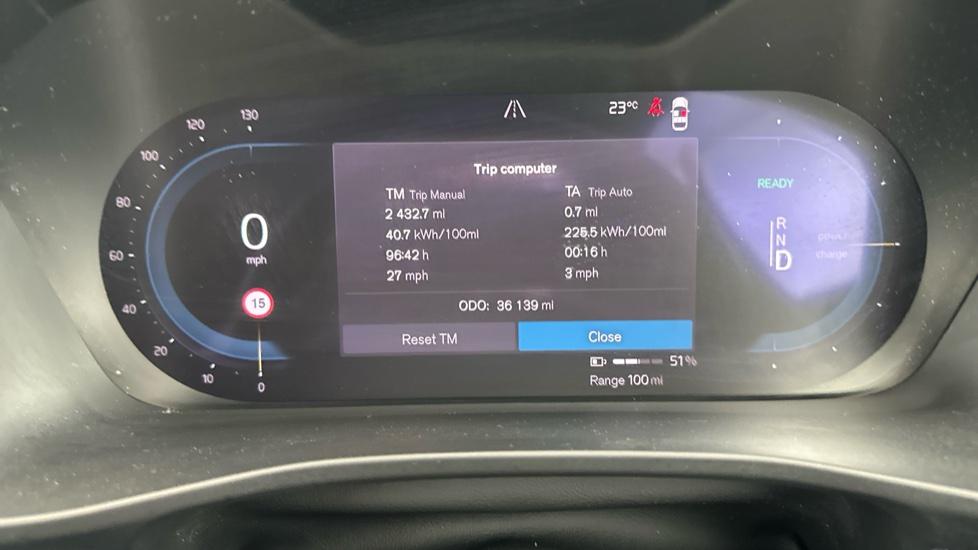 130
120
100
80
60
40
20
10
0
0
mph
15
23°C
Trip computer
TM Trip Manual
2 432.7 mi
40.7 kWh/100mi
96:42 h
27 mph
TA Trip Auto
0.7 mi
225.5 kWh/100mi
00:16 h
3 mph
ODO: 36 139 mi
Reset TM
Close
51%
Range 100 mi
READY
R
N
D
charge